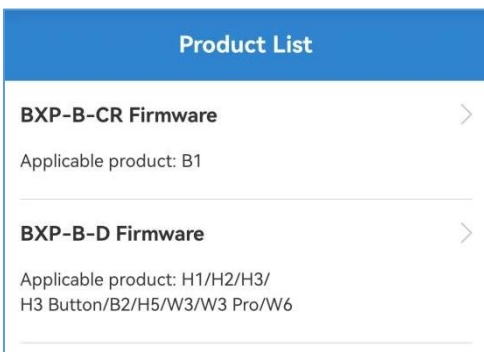 Product List
BXP-B-CR Firmware
Applicable product: B1
BXP-B-D Firmware
Applicable product: H1/H2/H3/
H3 Button/B2/H5/W3/W3 Pro/W6